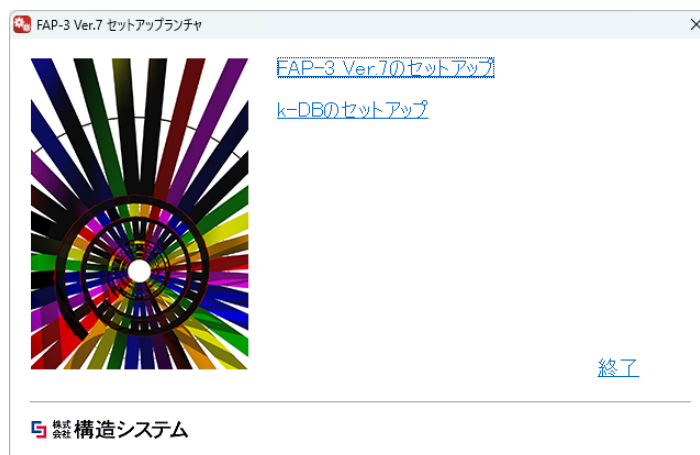 FAP-3 Ver.7 セットアップランチャ
FAP-3 Ver.7のセットアップ
k-DBのセットアップ
終了
株式会社 構造システム